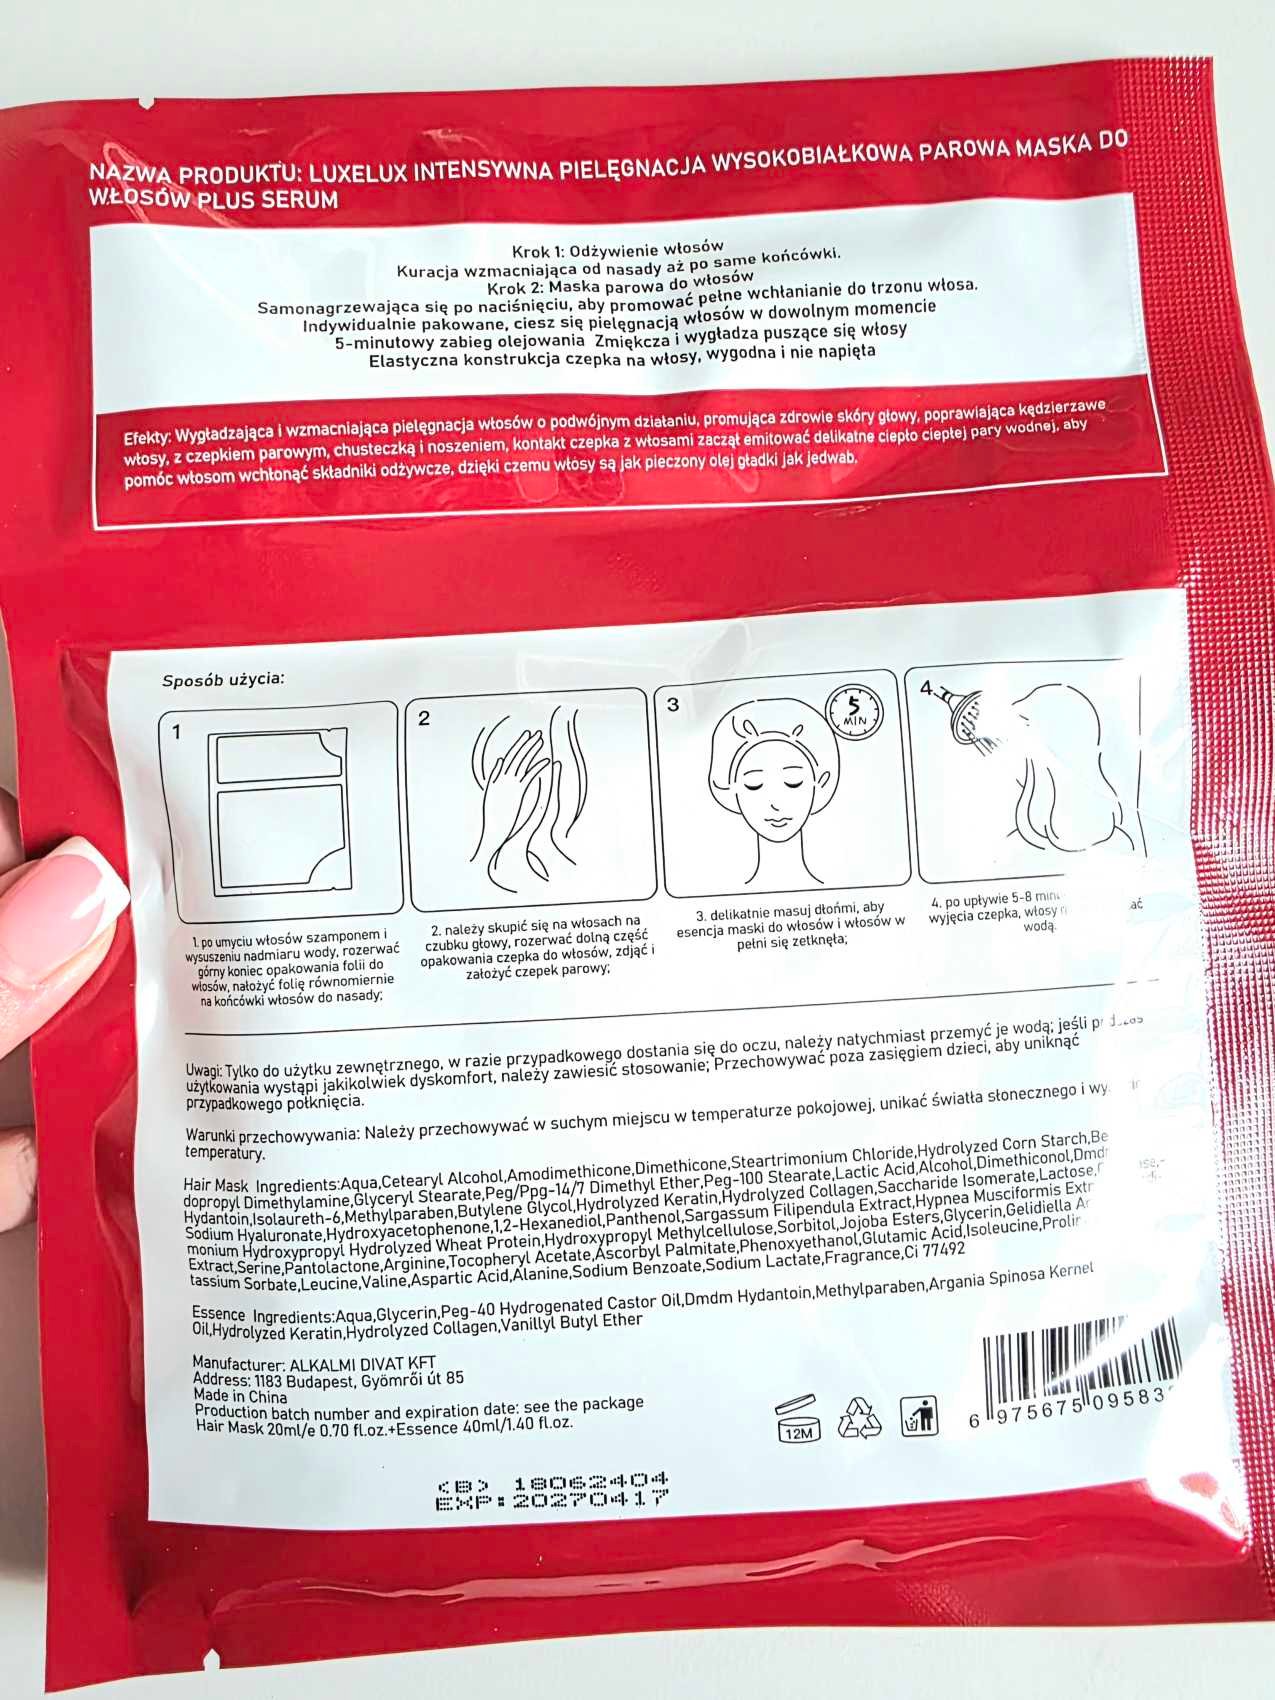 NAZWA PRODUKTU: LUXELUX INTENSYWNA PIELĘGNACJA WYSOKOBIAŁKOWA PAROWA MASKA DO
WŁOSÓW PLUS SERUM
Krok 1: Odżywienie włosów
Kuracja wzmacniająca od nasady aż po same końcówki.
Krok 2: Maska parowa do włosów
Samonagrzewająca się po naciśnięciu, aby promować pełne wchłanianie do trzonu włosa.
Indywidualnie pakowane, ciesz się pielęgnacją włosów w dowolnym momencie
5-minutowy zabieg olejowania Zmiękcza i wygładza puszące się włosy
Elastyczna konstrukcja czepka na włosy, wygodna i nie napięta
Efekty: Wygładzająca i wzmacniająca pielęgnacja włosów o podwójnym działaniu, promująca zdrowie skóry głowy, poprawiająca kędzierzawe
włosy, z czepkiem parowym, chusteczką i noszeniem, kontakt czepka z włosami zaczął emitować delikatne ciepło ciepłej pary wodnej, aby
pomóc włosom wchłonąć składniki odżywcze, dzięki czemu włosy są jak pieczony olej gładki jak jedwab.
Sposób użycia:
1
2
3
5
MIN
4
1. po umyciu włosów szamponem i
wysuszeniu nadmiaru wody, rozerwać
górny koniec opakowania folii do
włosów, nałożyć folię równomiernie
na końcówki włosów do nasady;
2. należy skupić się na włosach na
czubku głowy, rozerwać dolną część
opakowania czepka do włosów, zdjąć i
założyć czepek parowy;
3. delikatnie masuj dłońmi, aby
esencja maski do włosów i włosów w
pełni się zetknęła;
4. po upływie 5-8
wyjęcia czepka, włosy
wodą.
Uwagi: Tylko do użytku zewnętrznego, w razie przypadkowego dostania się do oczu, należy natychmiast przemyć je wodą; jeśli
użytkowania wystąpi jakikolwiek dyskomfort, należy zawiesić stosowanie; Przechowywać poza zasięgiem dzieci, aby uniknąć
przypadkowego połknięcia.
Warunki przechowywania: Należy przechowywać w suchym miejscu w temperaturze pokojowej, unikać światła słonecznego i
temperatury.
Hair Mask Ingredients:Aqua,Cetearyl Alcohol,Amodimethicone,Dimethicone,Steartrimonium Chloride,Hydrolyzed Corn Starch,Be
dopropyl Dimethylamine,Glyceryl Stearate,Peg/Ppg-14/7 Dimethyl Ether,Peg-100 Stearate,Lactic Acid,Alcohol,Dimethiconol,Dmd
Hydantoin,Isolaureth-6,Methylparaben,Butylene Glycol,Hydrolyzed Keratin,Hydrolyzed Collagen,Saccharide Isomerate,Lactose,
Sodium Hyaluronate,Hydroxyacetophenone,1,2-Hexanediol,Panthenol,Sargassum Filipendula Extract,Hypnea Musciformis Extr
monium Hydroxypropyl Hydrolyzed Wheat Protein,Hydroxypropyl Methylcellulose,Sorbitol,Jojoba Esters,Glycerin,Gelidiella
Extract,Serine,Pantolactone,Arginine,Tocopheryl Acetate,Ascorbyl Palmitate,Phenoxyethanol,Glutamic Acid,Isoleucine,Prolin
tassium Sorbate,Leucine,Valine,Aspartic Acid,Alanine,Sodium Benzoate,Sodium Lactate,Fragrance,Ci 77492
Essence Ingredients:Aqua,Glycerin,Peg-40 Hydrogenated Castor Oil,Dmdm Hydantoin,Methylparaben,Argania Spinosa Kernel
Oil,Hydrolyzed Keratin,Hydrolyzed Collagen,Vanillyl Butyl Ether
Manufacturer: ALKALMI DIVAT KFT
Address: 1183 Budapest, Gyömrői út 85
Made in China
Production batch number and expiration date: see the package
Hair Mask 20ml/e 0.70 fl.oz.+Essence 40ml/1.40 fl.oz.
12M
6 975675 09583
<B> 18062404
EXP: 20270417